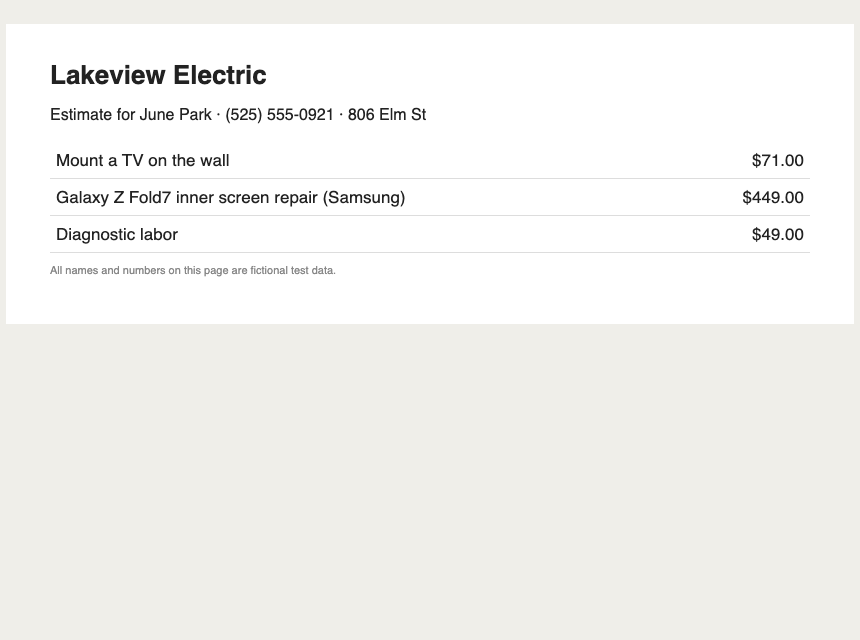 Lakeview Electric
Estimate for June Park · (525) 555-0921 · 806 Elm St
Mount a TV on the wall $71.00
Galaxy Z Fold7 inner screen repair (Samsung) $449.00
Diagnostic labor $49.00
All names and numbers on this page are fictional test data.